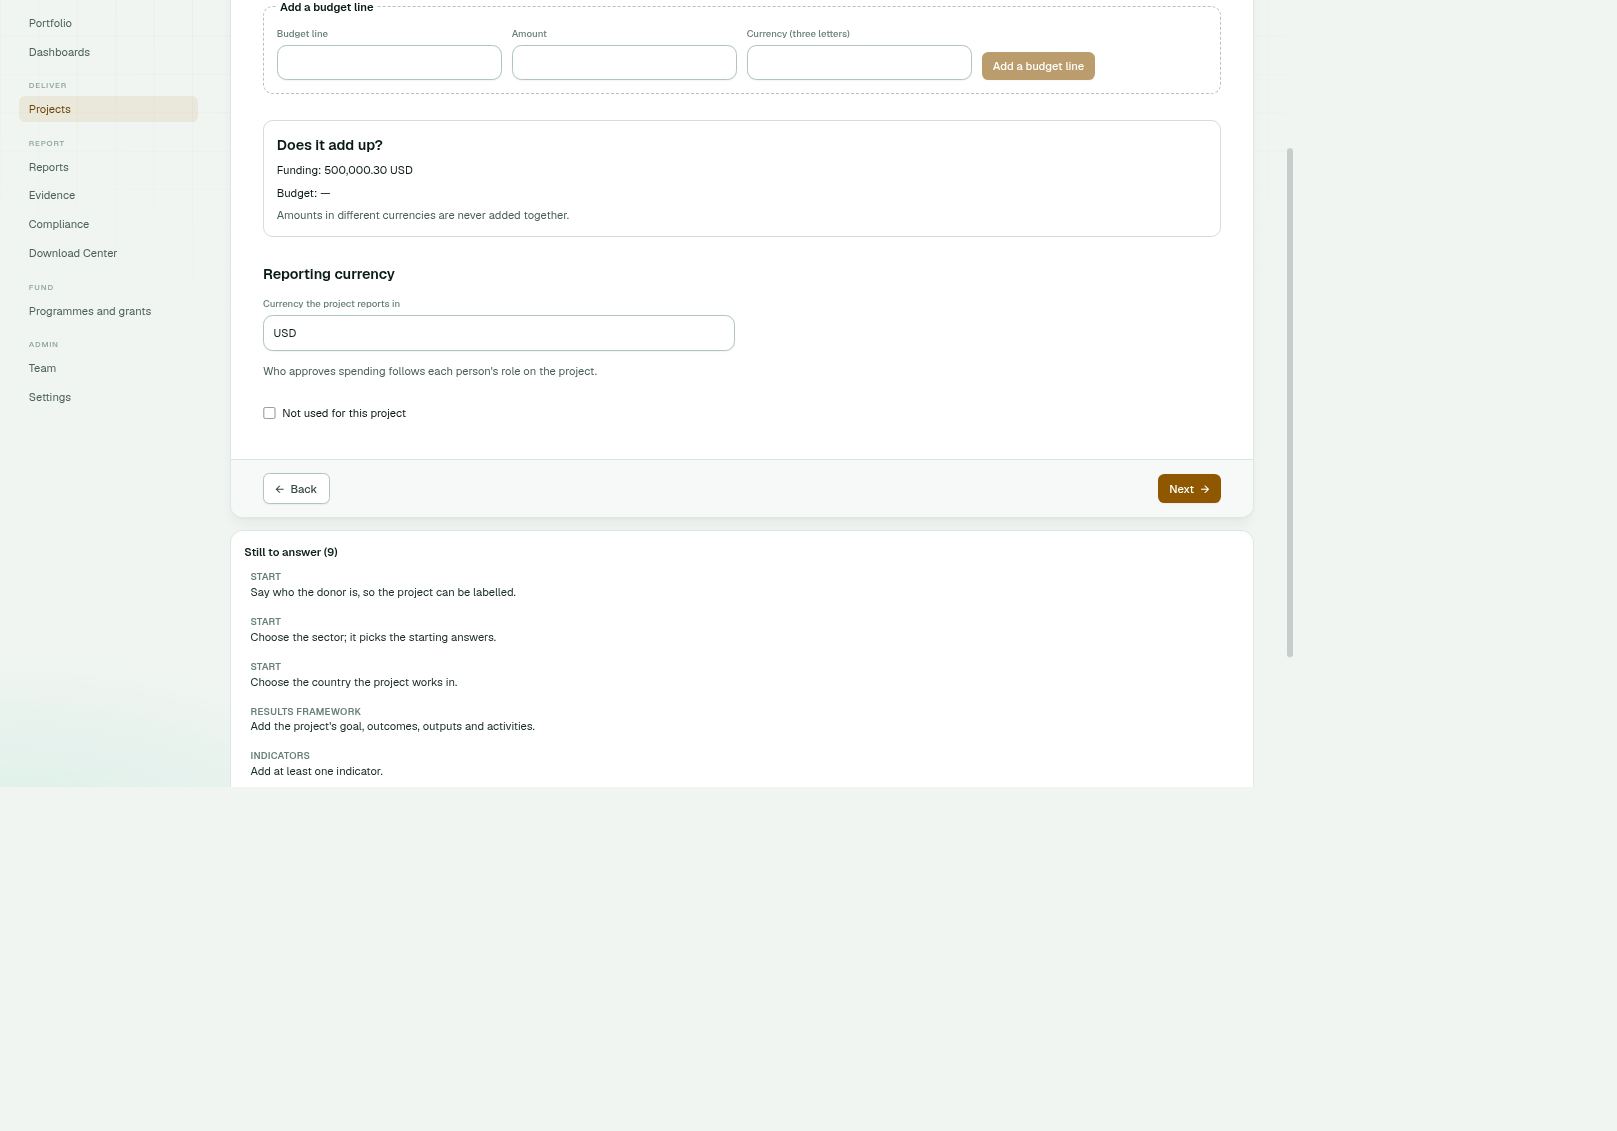 Portfolio
Dashboards
DELIVER
Projects
REPORT
Reports
Evidence
Compliance
Download Center
FUND
Programmes and grants
ADMIN
Team
Settings
Add a budget line
Budget line
Amount
Currency (three letters)
Add a budget line
Does it add up?
Funding: 500,000.30 USD
Budget: —
Amounts in different currencies are never added together.
Reporting currency
Currency the project reports in
USD
Who approves spending follows each person's role on the project.
Not used for this project
← Back
Next →
Still to answer (9)
START
Say who the donor is, so the project can be labelled.
START
Choose the sector; it picks the starting answers.
START
Choose the country the project works in.
RESULTS FRAMEWORK
Add the project's goal, outcomes, outputs and activities.
INDICATORS
Add at least one indicator.